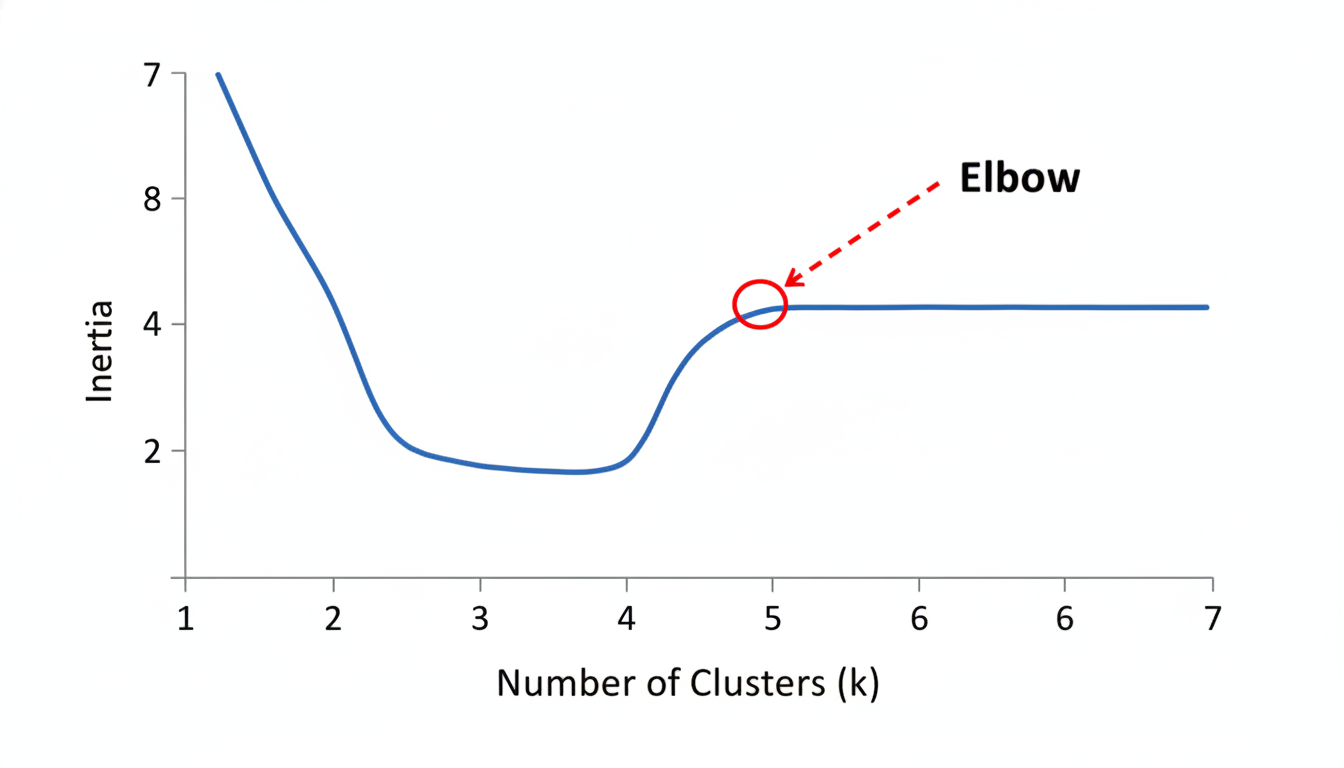 7
8
Elbow
4
2
Inertia
1 2 3 4 5 6 6 7
Number of Clusters (k)